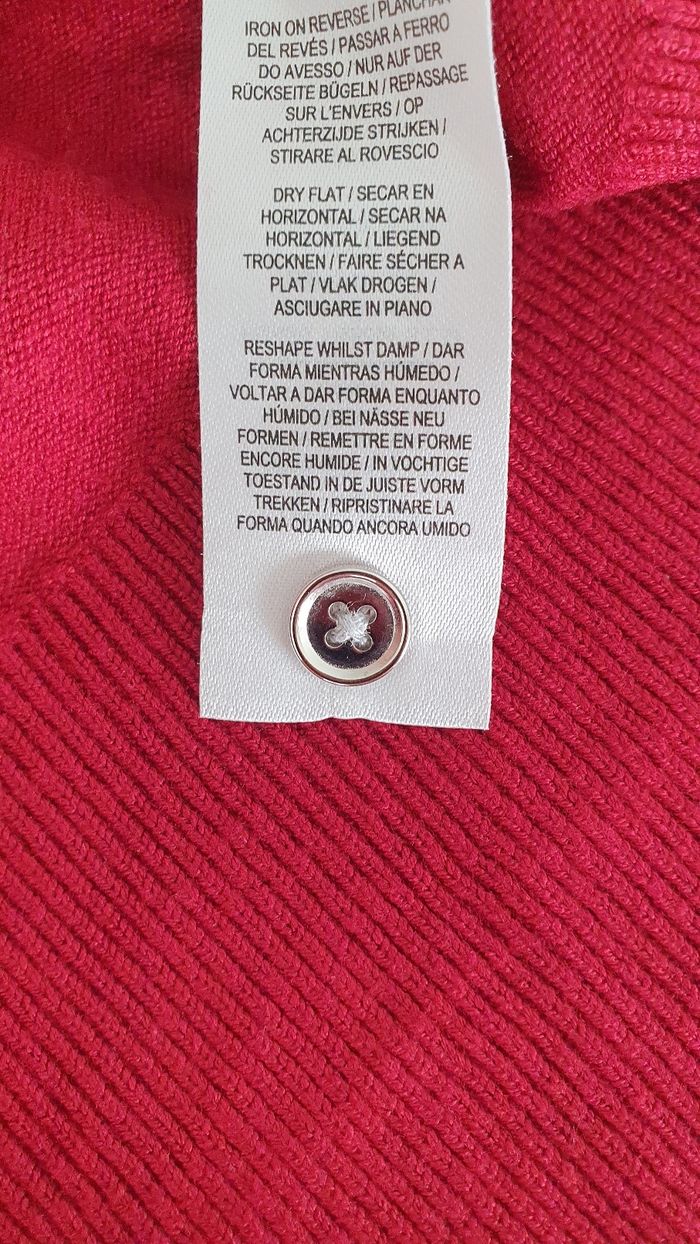 IRON ON REVERSE / PLANCHAR
DEL REVÉS / PASSAR A FERRO
DO AVESSO / NUR AUF DER
RÜCKSEITE BÜGELN / REPASSAGE
SUR L'ENVERS / OP
ACHTERZIJDE STRIJKEN /
STIRARE AL ROVESCIO
DRY FLAT / SECAR EN
HORIZONTAL / SECAR NA
HORIZONTAL / LIEGEND
TROCKNEN / FAIRE SÉCHER A
PLAT / VLAK DROGEN /
ASCIUGARE IN PIANO
RESHAPE WHILST DAMP / DAR
FORMA MIENTRAS HÚMEDO /
VOLTAR A DAR FORMA ENQUANTO
HÚMIDO / BEI NÄSSE NEU
FORMEN / REMETTRE EN FORME
ENCORE HUMIDE / IN VOCHTIGE
TOESTAND IN DE JUISTE VORM
TREKKEN / RIPRISTINARE LA
FORMA QUANDO ANCORA UMIDO